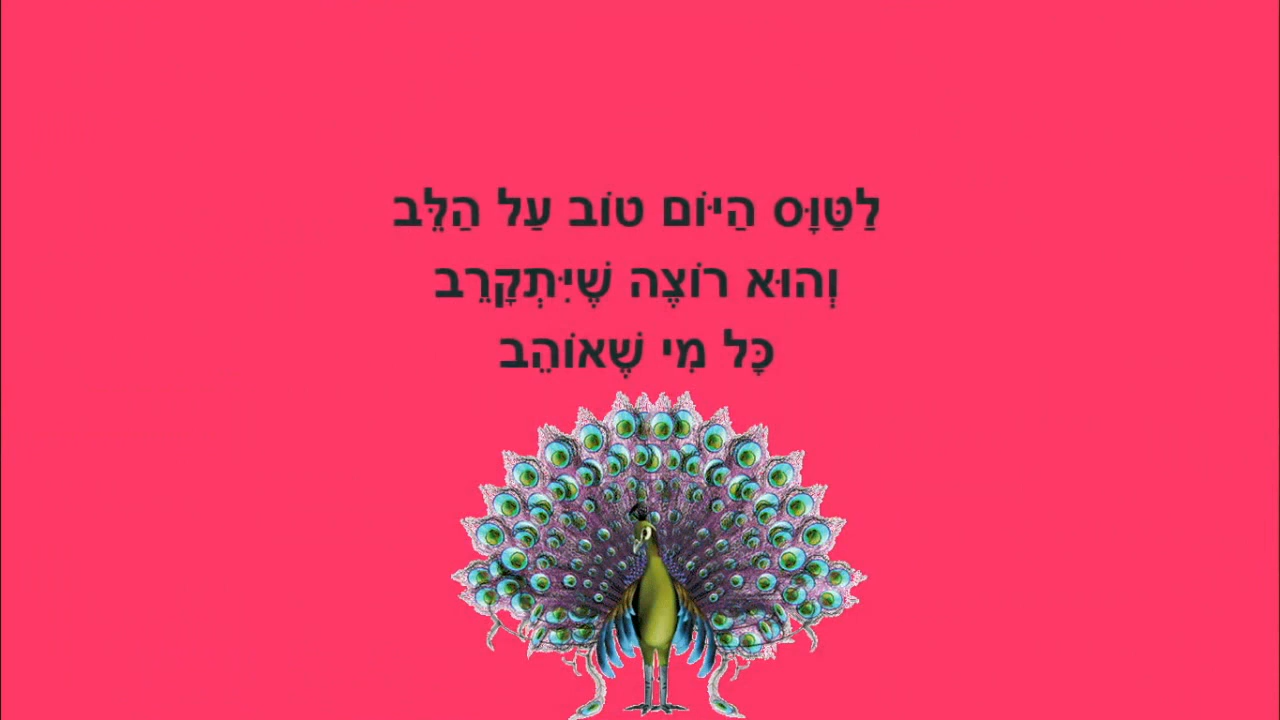 לַטַּוָּס הַיּוֹם טוֹב עַל הַלֵּב
וְהוּא רוֹצֶה שֶׁיִּתְקָרֵב
כָּל מִי שֶׁאוֹהֵב